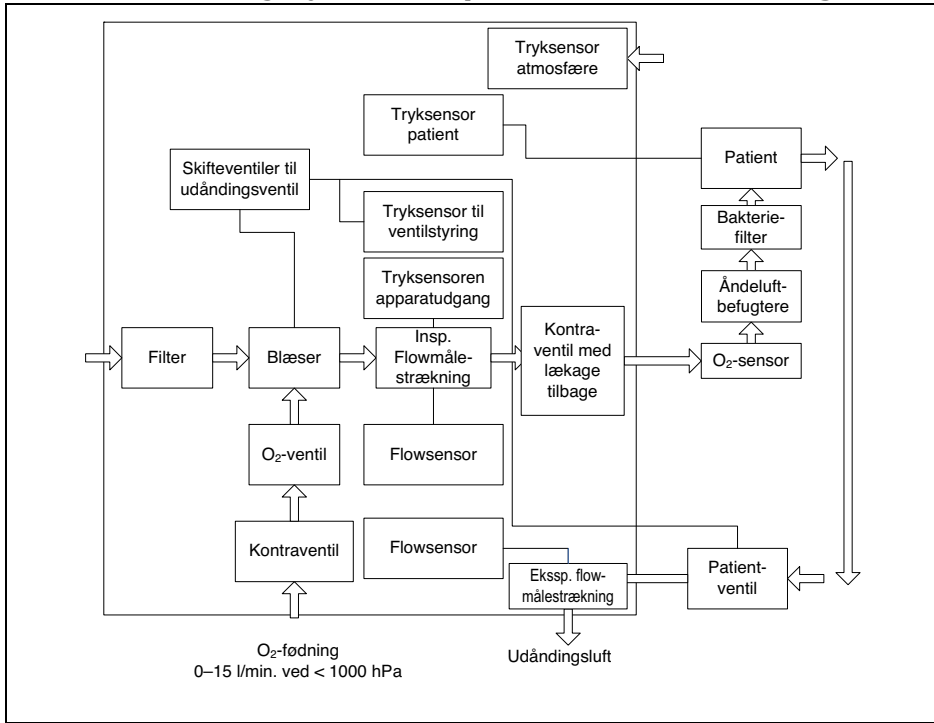 Tryksensor
atmosfære
Tryksensor
patient
Patient
Skifteventiler til
udåndingsventil
Bakterie-
filter
Tryksensor til
ventilstyring
Tryksensoren
apparatudgang
Åndeluft-
befugtere
Filter
Blæser
Insp.
Flowmåle-
strækning
Kontra-
ventil med
lækage
tilbage
O₂-sensor
O₂-ventil
Flowsensor
Kontraventil
Flowsensor
Ekssp. flow-
målestrækning
Patient-
ventil
O₂-fødning
0–15 l/min. ved < 1000 hPa
Udåndingsluft